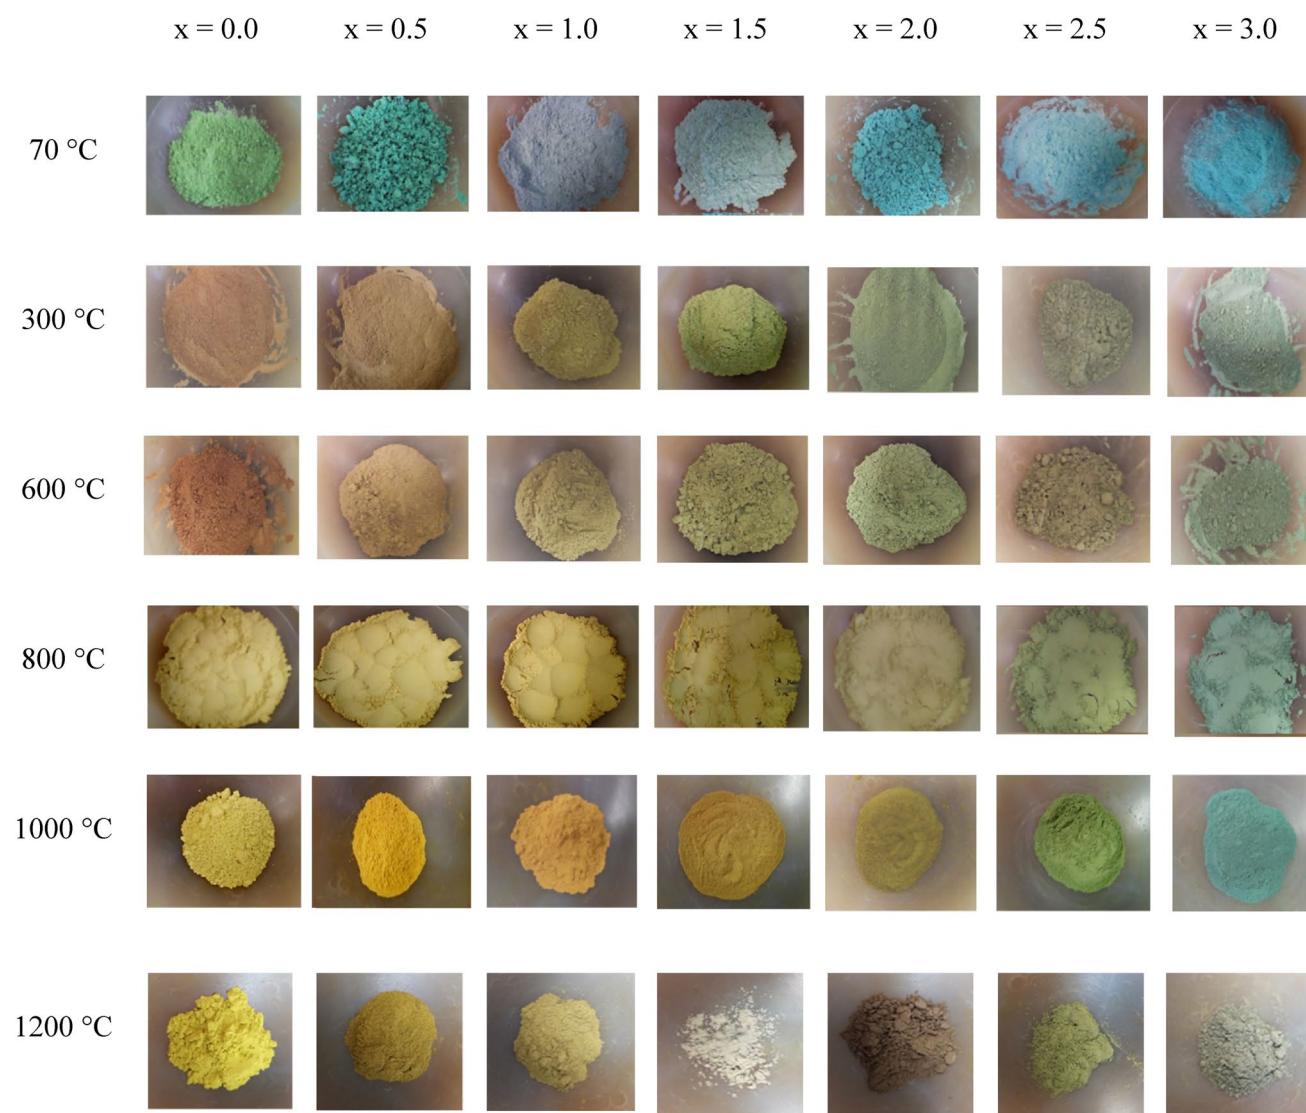 x = 0.0 x = 0.5 x = 1.0 x = 1.5 x = 2.0 x = 2.5 x = 3.0
70 °C
300 °C
600 °C
800 °C
1000 °C
1200 °C